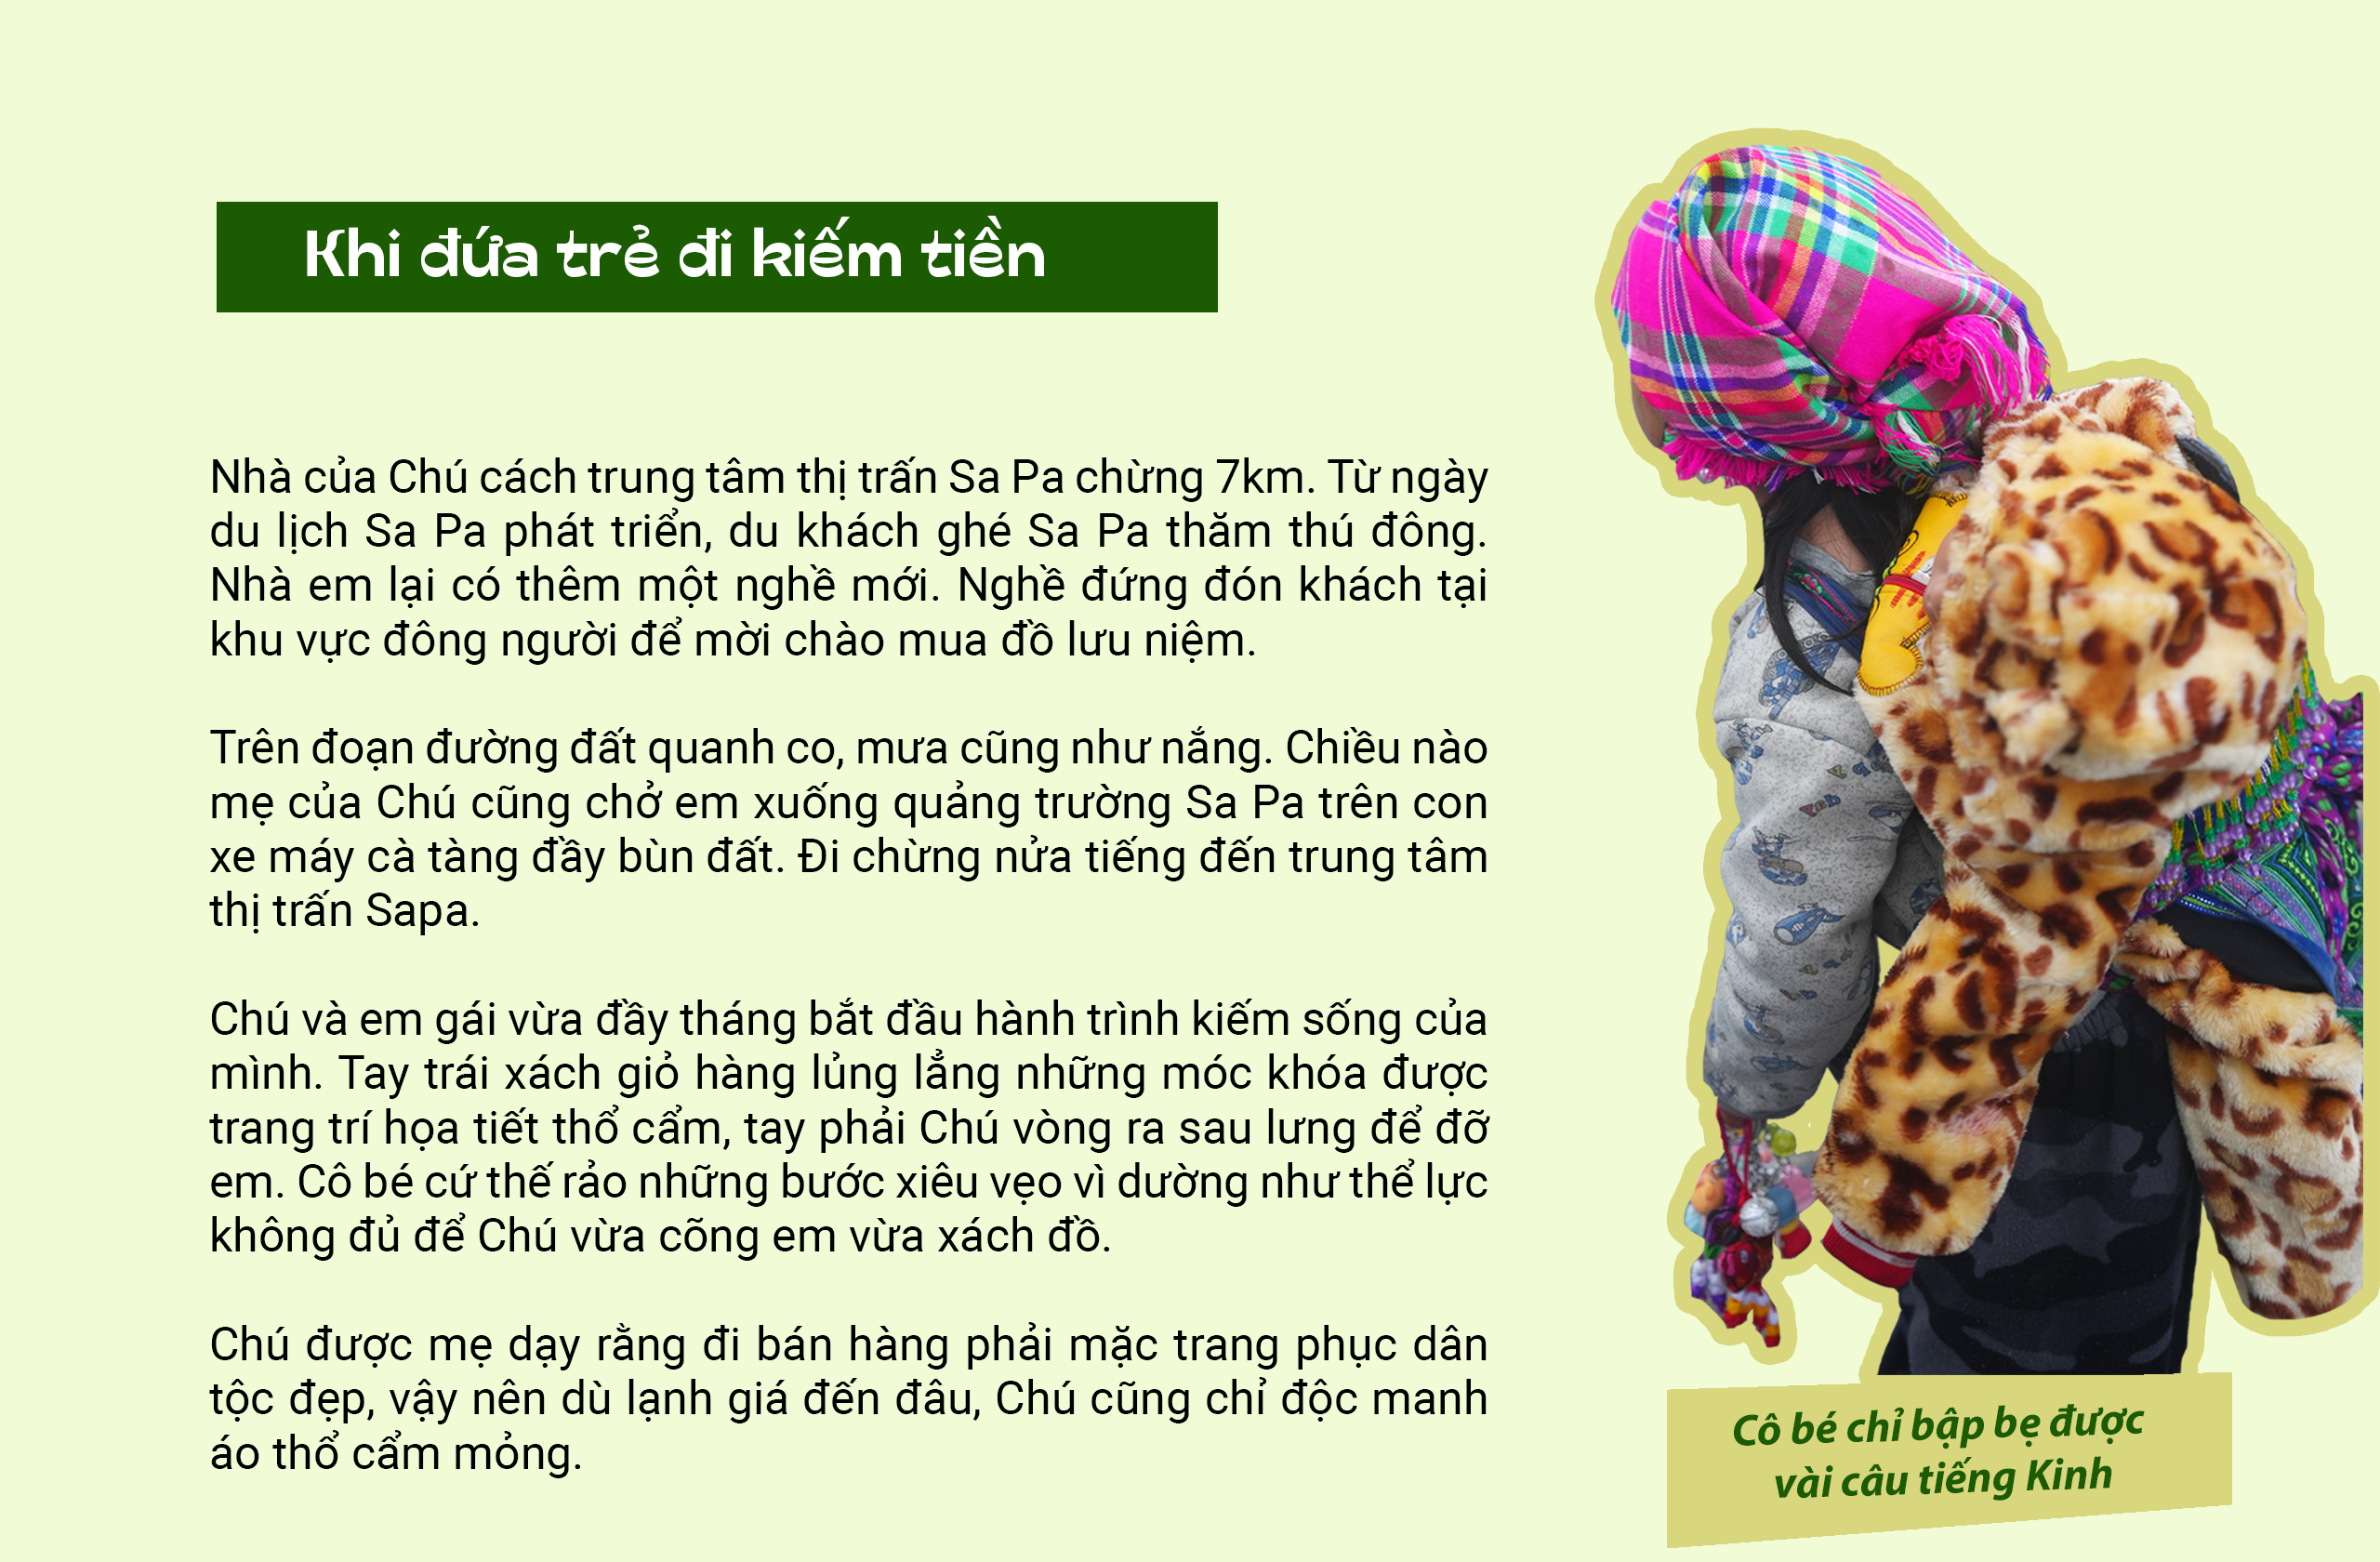 Khi đứa trẻ đi kiếm tiền
Nhà của Chú cách trung tâm thị trấn Sa Pa chừng 7km. Từ ngày
du lịch Sa Pa phát triển, du khách ghé Sa Pa thăm thú đông.
Nhà em lại có thêm một nghề mới. Nghề đứng đón khách tại
khu vực đông người để mời chào mua đồ lưu niệm.
Trên đoạn đường đất quanh co, mưa cũng như nắng. Chiều nào
mẹ của Chú cũng chở em xuống quảng trường Sa Pa trên con
xe máy cà tàng đầy bùn đất. Đi chừng nửa tiếng đến trung tâm
thị trấn Sapa.
Chú và em gái vừa đầy tháng bắt đầu hành trình kiếm sống của
mình. Tay trái xách giỏ hàng lủng lẳng những móc khóa được
trang trí họa tiết thổ cẩm, tay phải Chú vòng ra sau lưng để đỡ
em. Cô bé cứ thế rảo những bước xiêu vẹo vì dường như thể lực
không đủ để Chú vừa cõng em vừa xách đồ.
Chú được mẹ dạy rằng đi bán hàng phải mặc trang phục dân
tộc đẹp, vậy nên dù lạnh giá đến đâu, Chú cũng chỉ độc manh
áo thổ cẩm mỏng.
Cô bé chỉ bập bẹ được
vài câu tiếng Kinh